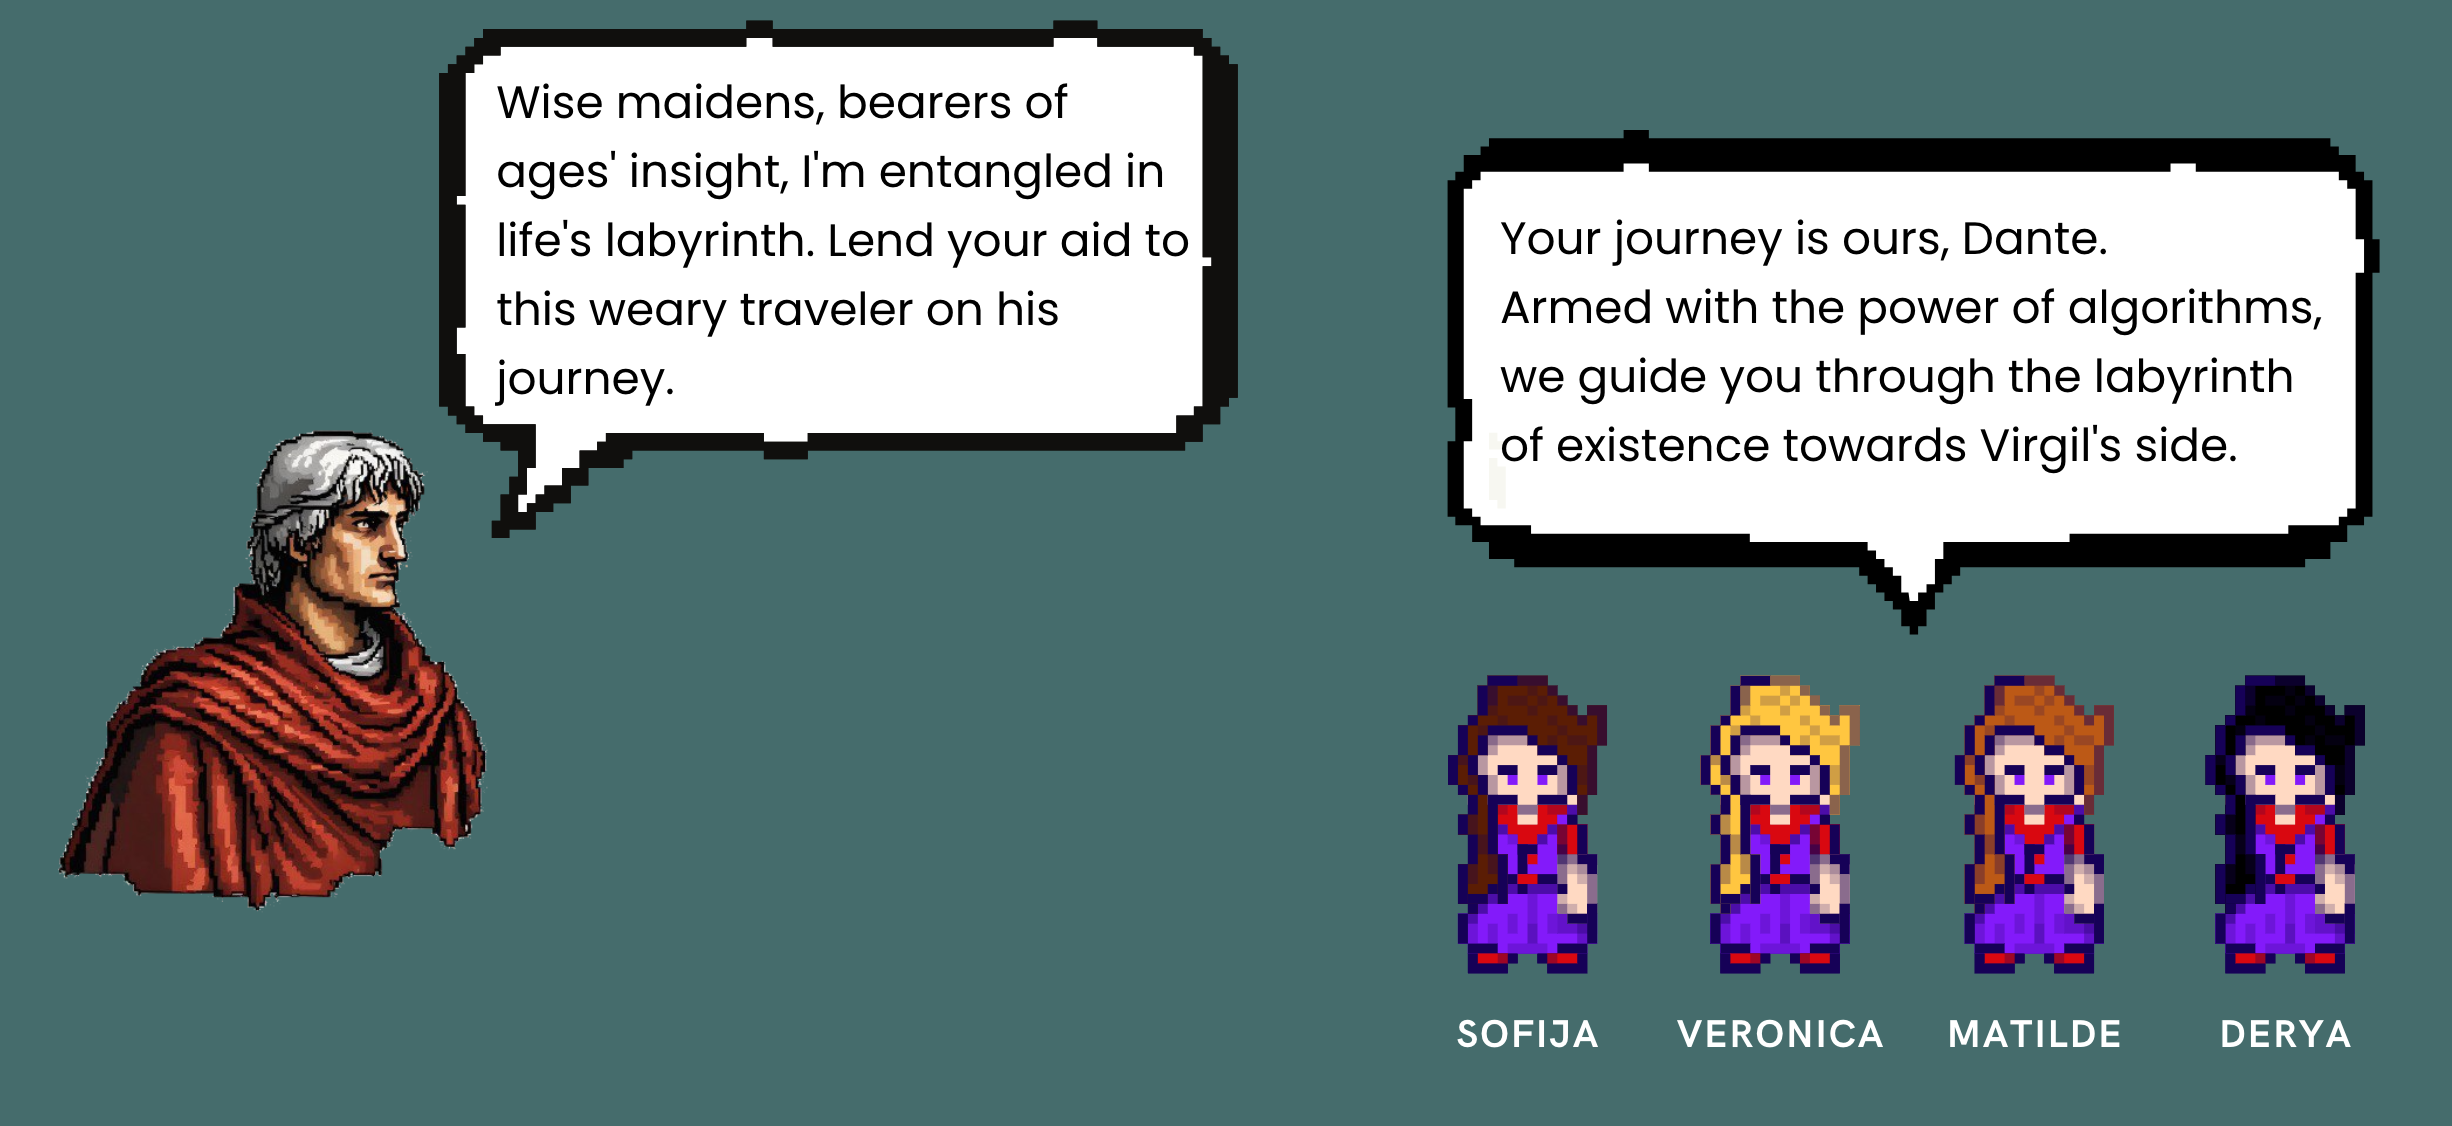 Wise maidens, bearers of
ages' insight, I'm entangled in
life's labyrinth. Lend your aid to
this weary traveler on his
journey.
Your journey is ours, Dante.
Armed with the power of algorithms,
we guide you through the labyrinth
of existence towards Virgil's side.
SOFIJA
VERONICA
MATILDE
DERYA